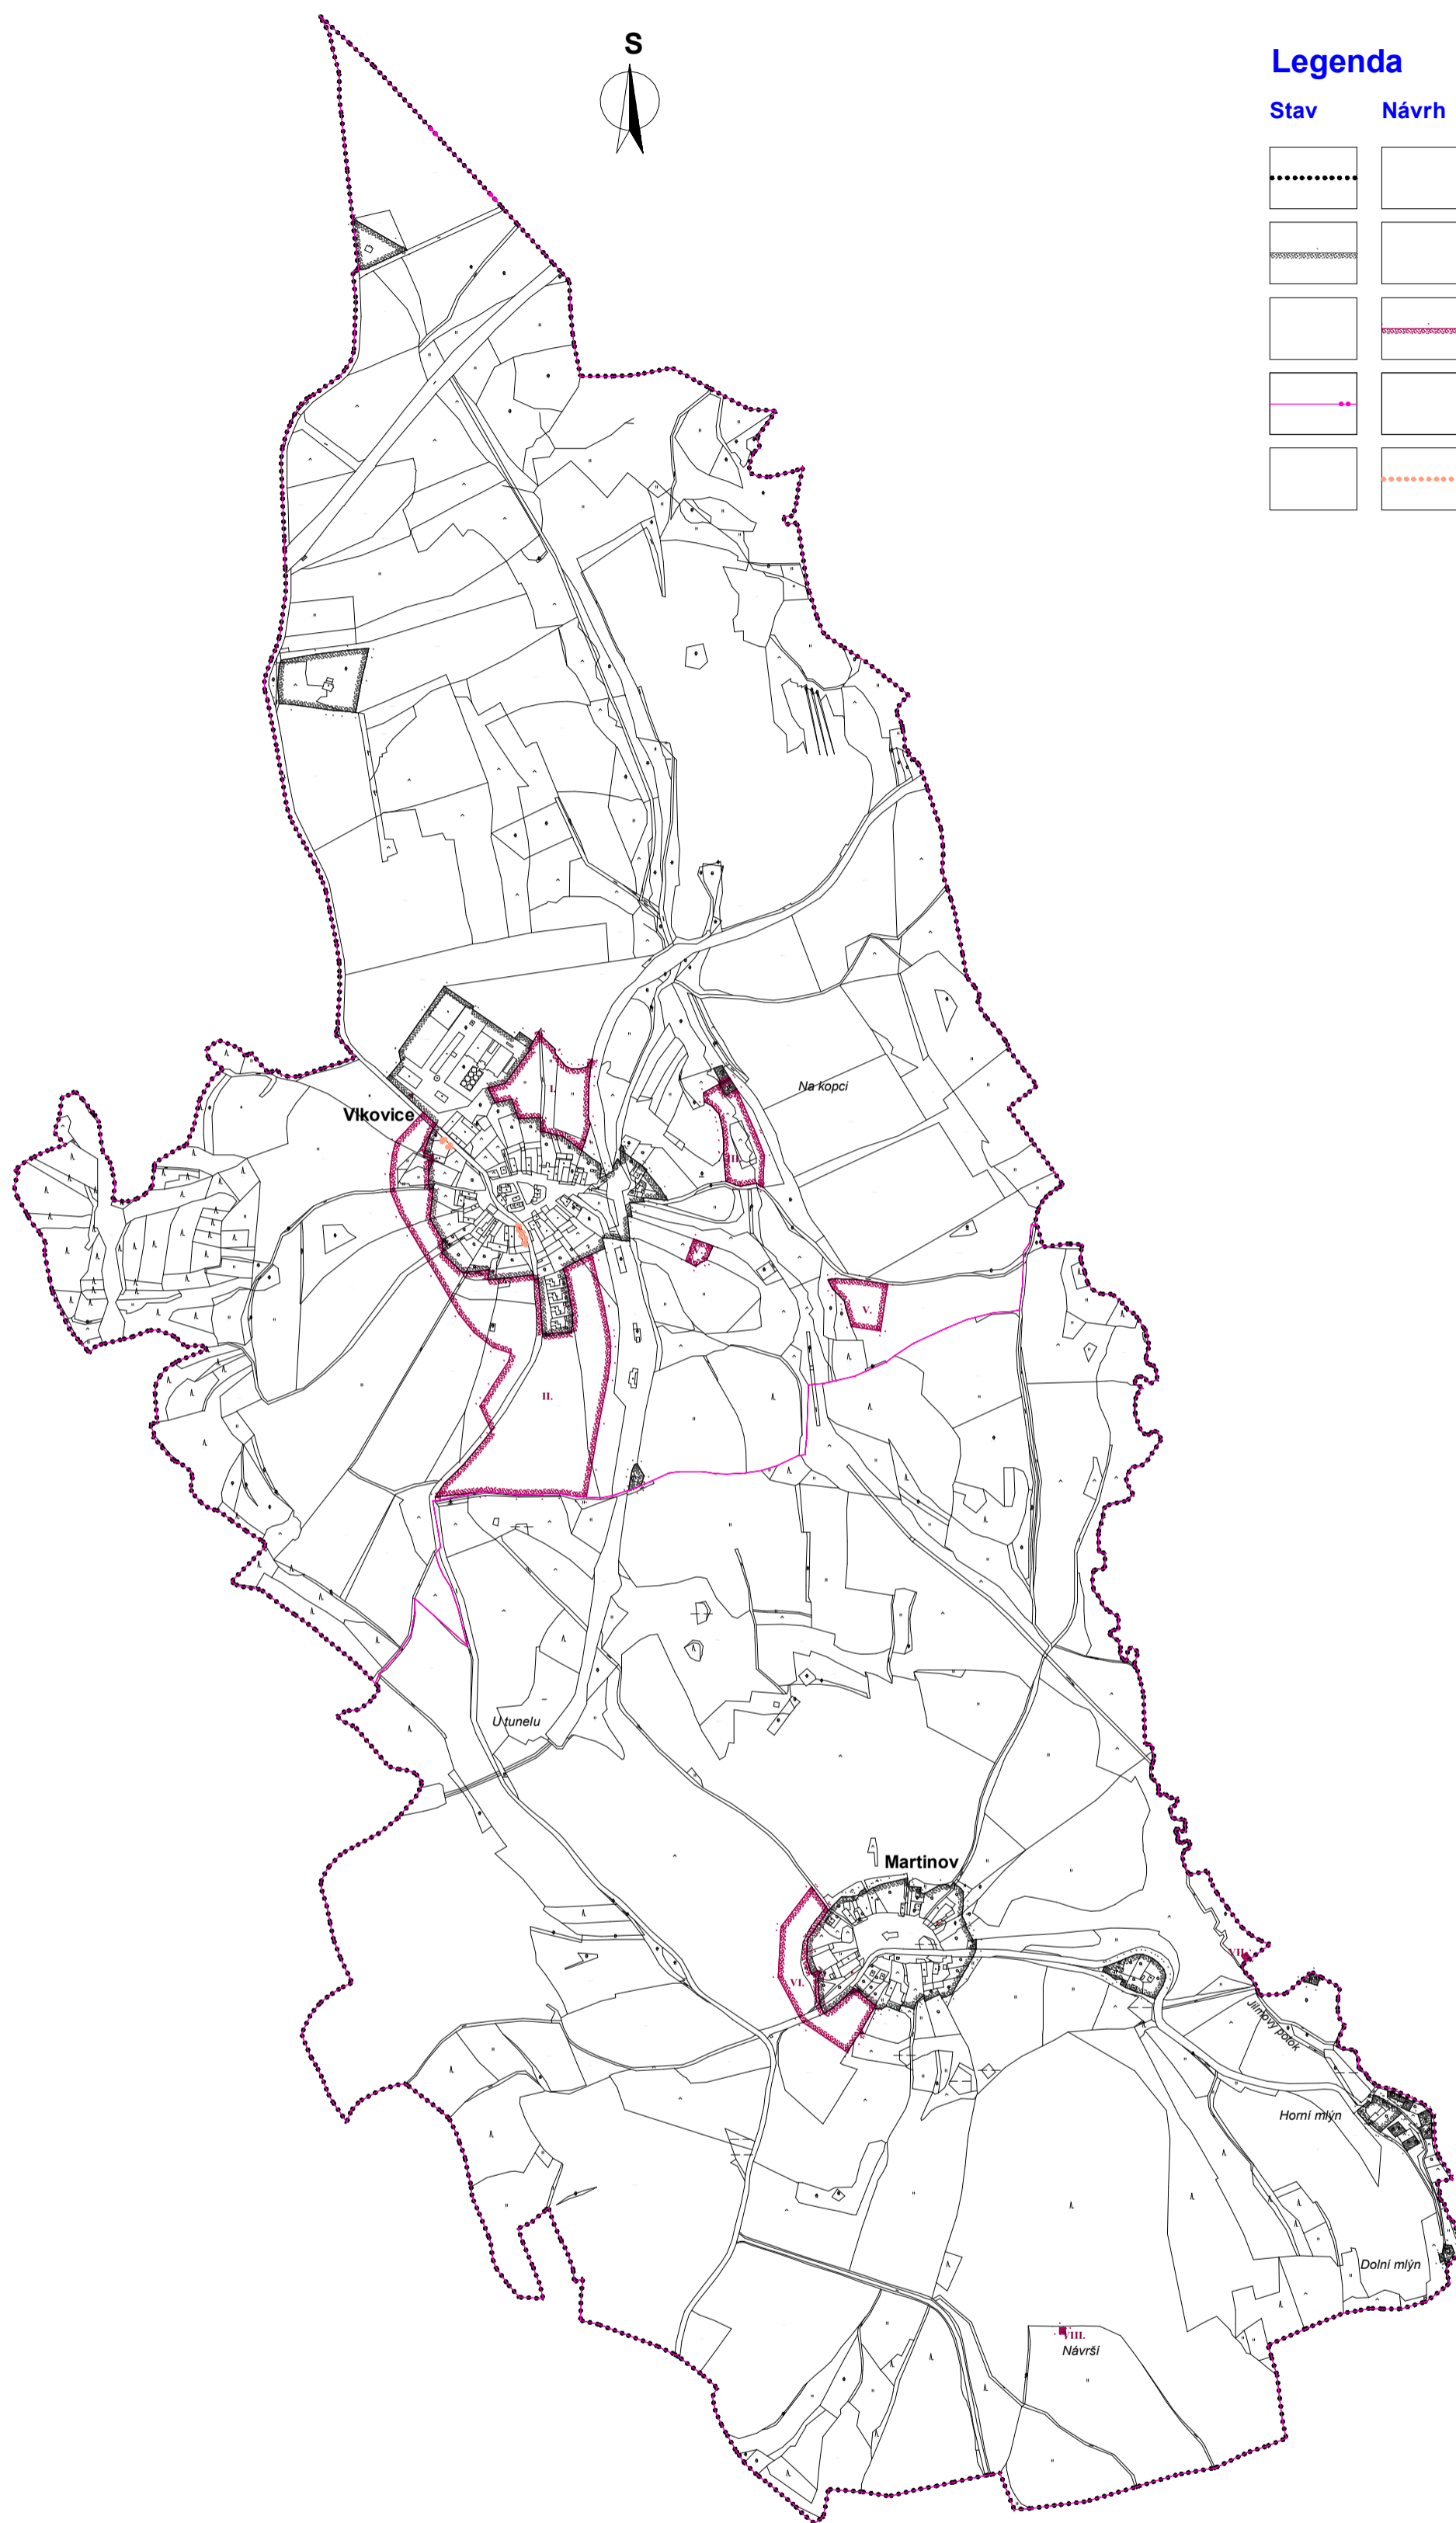 S
Legenda
Stav Návrh
I.
Na kopci
Vlkovice
III.
V.
II.
U tunelu
Martinov
VII.
VI.
Jilmový potok
Horní mlýn
Dolní mlýn
VIII.
Návrší